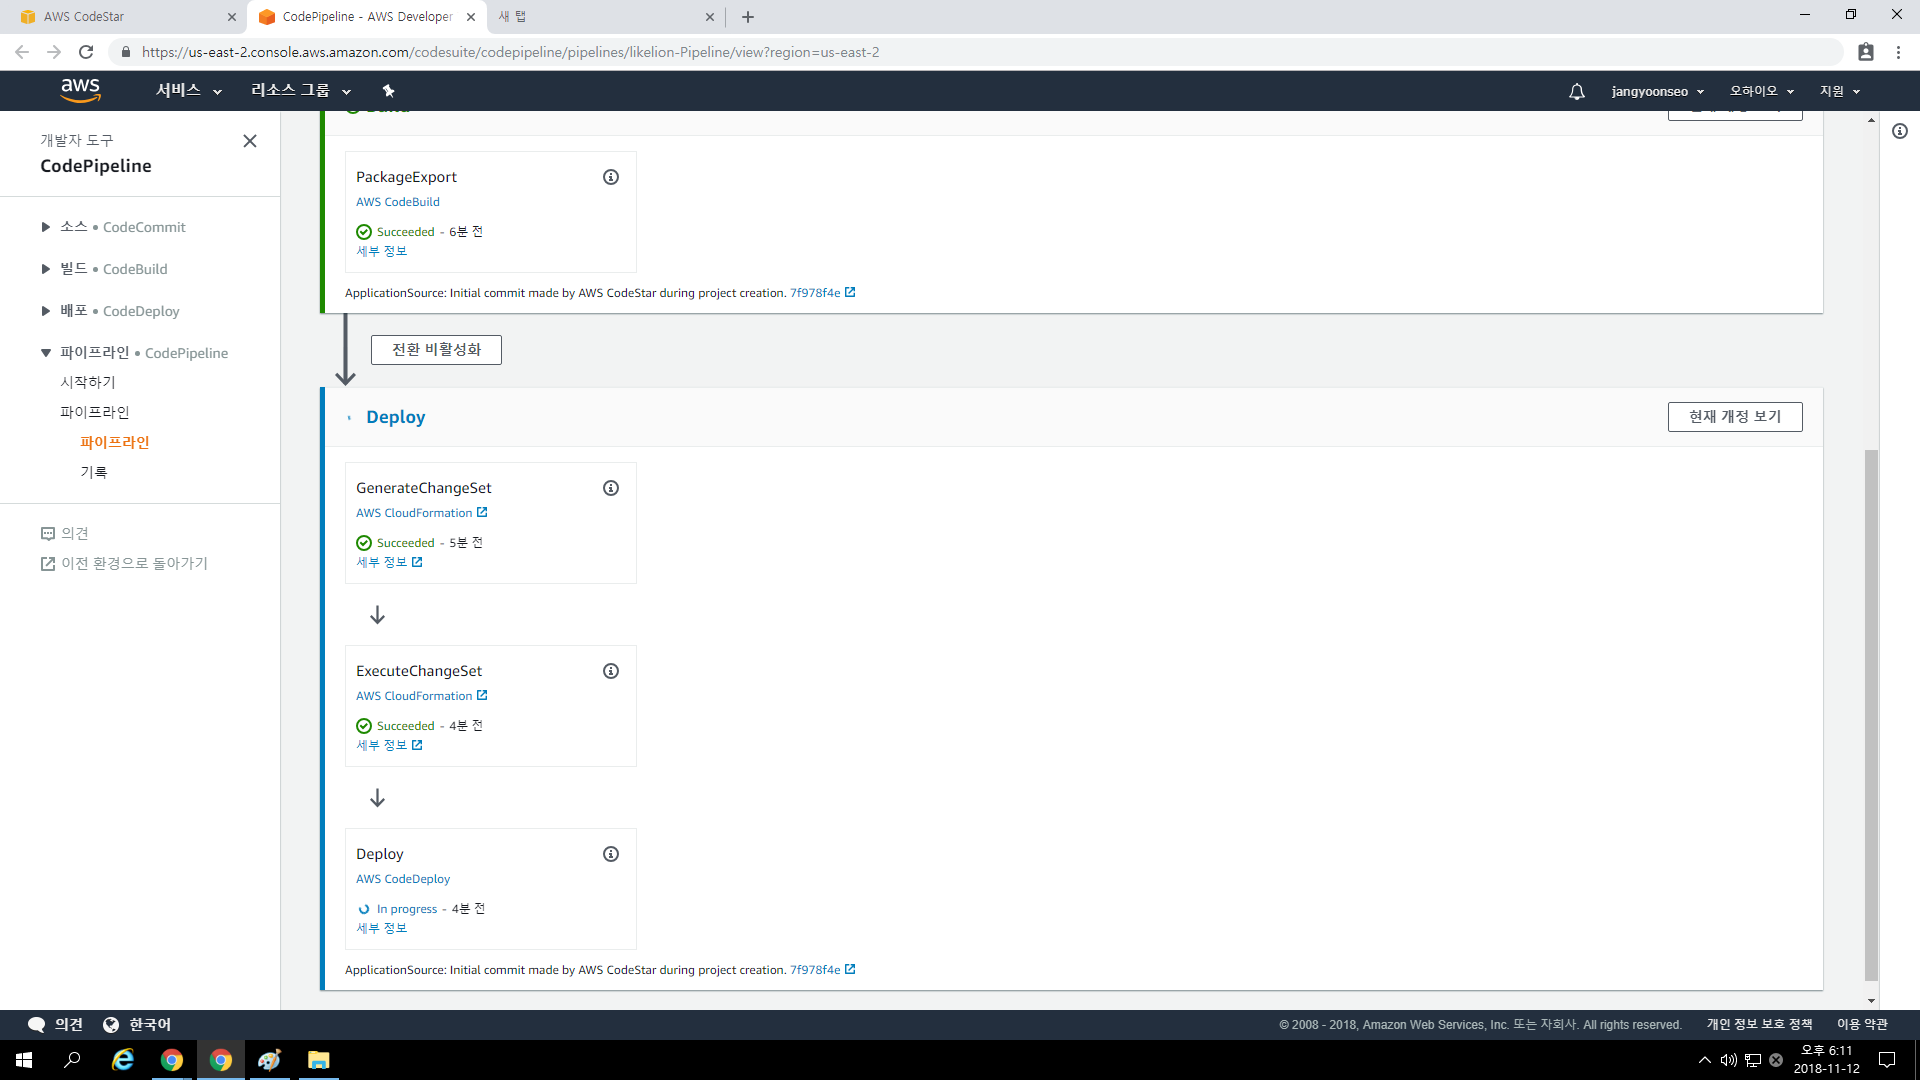 AWS CodeStar
CodePipeline - AWS Developer
새 탭
https://us-east-2.console.aws.amazon.com/codesuite/codepipeline/pipelines/likelion-Pipeline/view?region=us-east-2
aws
서비스
리소스 그룹
jangyoonseo
오하이오
지원
개발자 도구
CodePipeline
소스 • CodeCommit
빌드 • CodeBuild
배포 • CodeDeploy
파이프라인 • CodePipeline
시작하기
파이프라인
파이프라인
기록
의견
이전 환경으로 돌아가기
PackageExport
AWS CodeBuild
Succeeded - 6분 전
세부 정보
ApplicationSource: Initial commit made by AWS CodeStar during project creation. 7f978f4e
전환 비활성화
Deploy
현재 개정 보기
GenerateChangeSet
AWS CloudFormation
Succeeded - 5분 전
세부 정보
ExecuteChangeSet
AWS CloudFormation
Succeeded - 4분 전
세부 정보
Deploy
AWS CodeDeploy
In progress - 4분 전
세부 정보
ApplicationSource: Initial commit made by AWS CodeStar during project creation. 7f978f4e
의견
한국어
© 2008 - 2018, Amazon Web Services, Inc. 또는 자회사. All rights reserved.
개인 정보 보호 정책
이용 약관
오후 6:11
2018-11-12